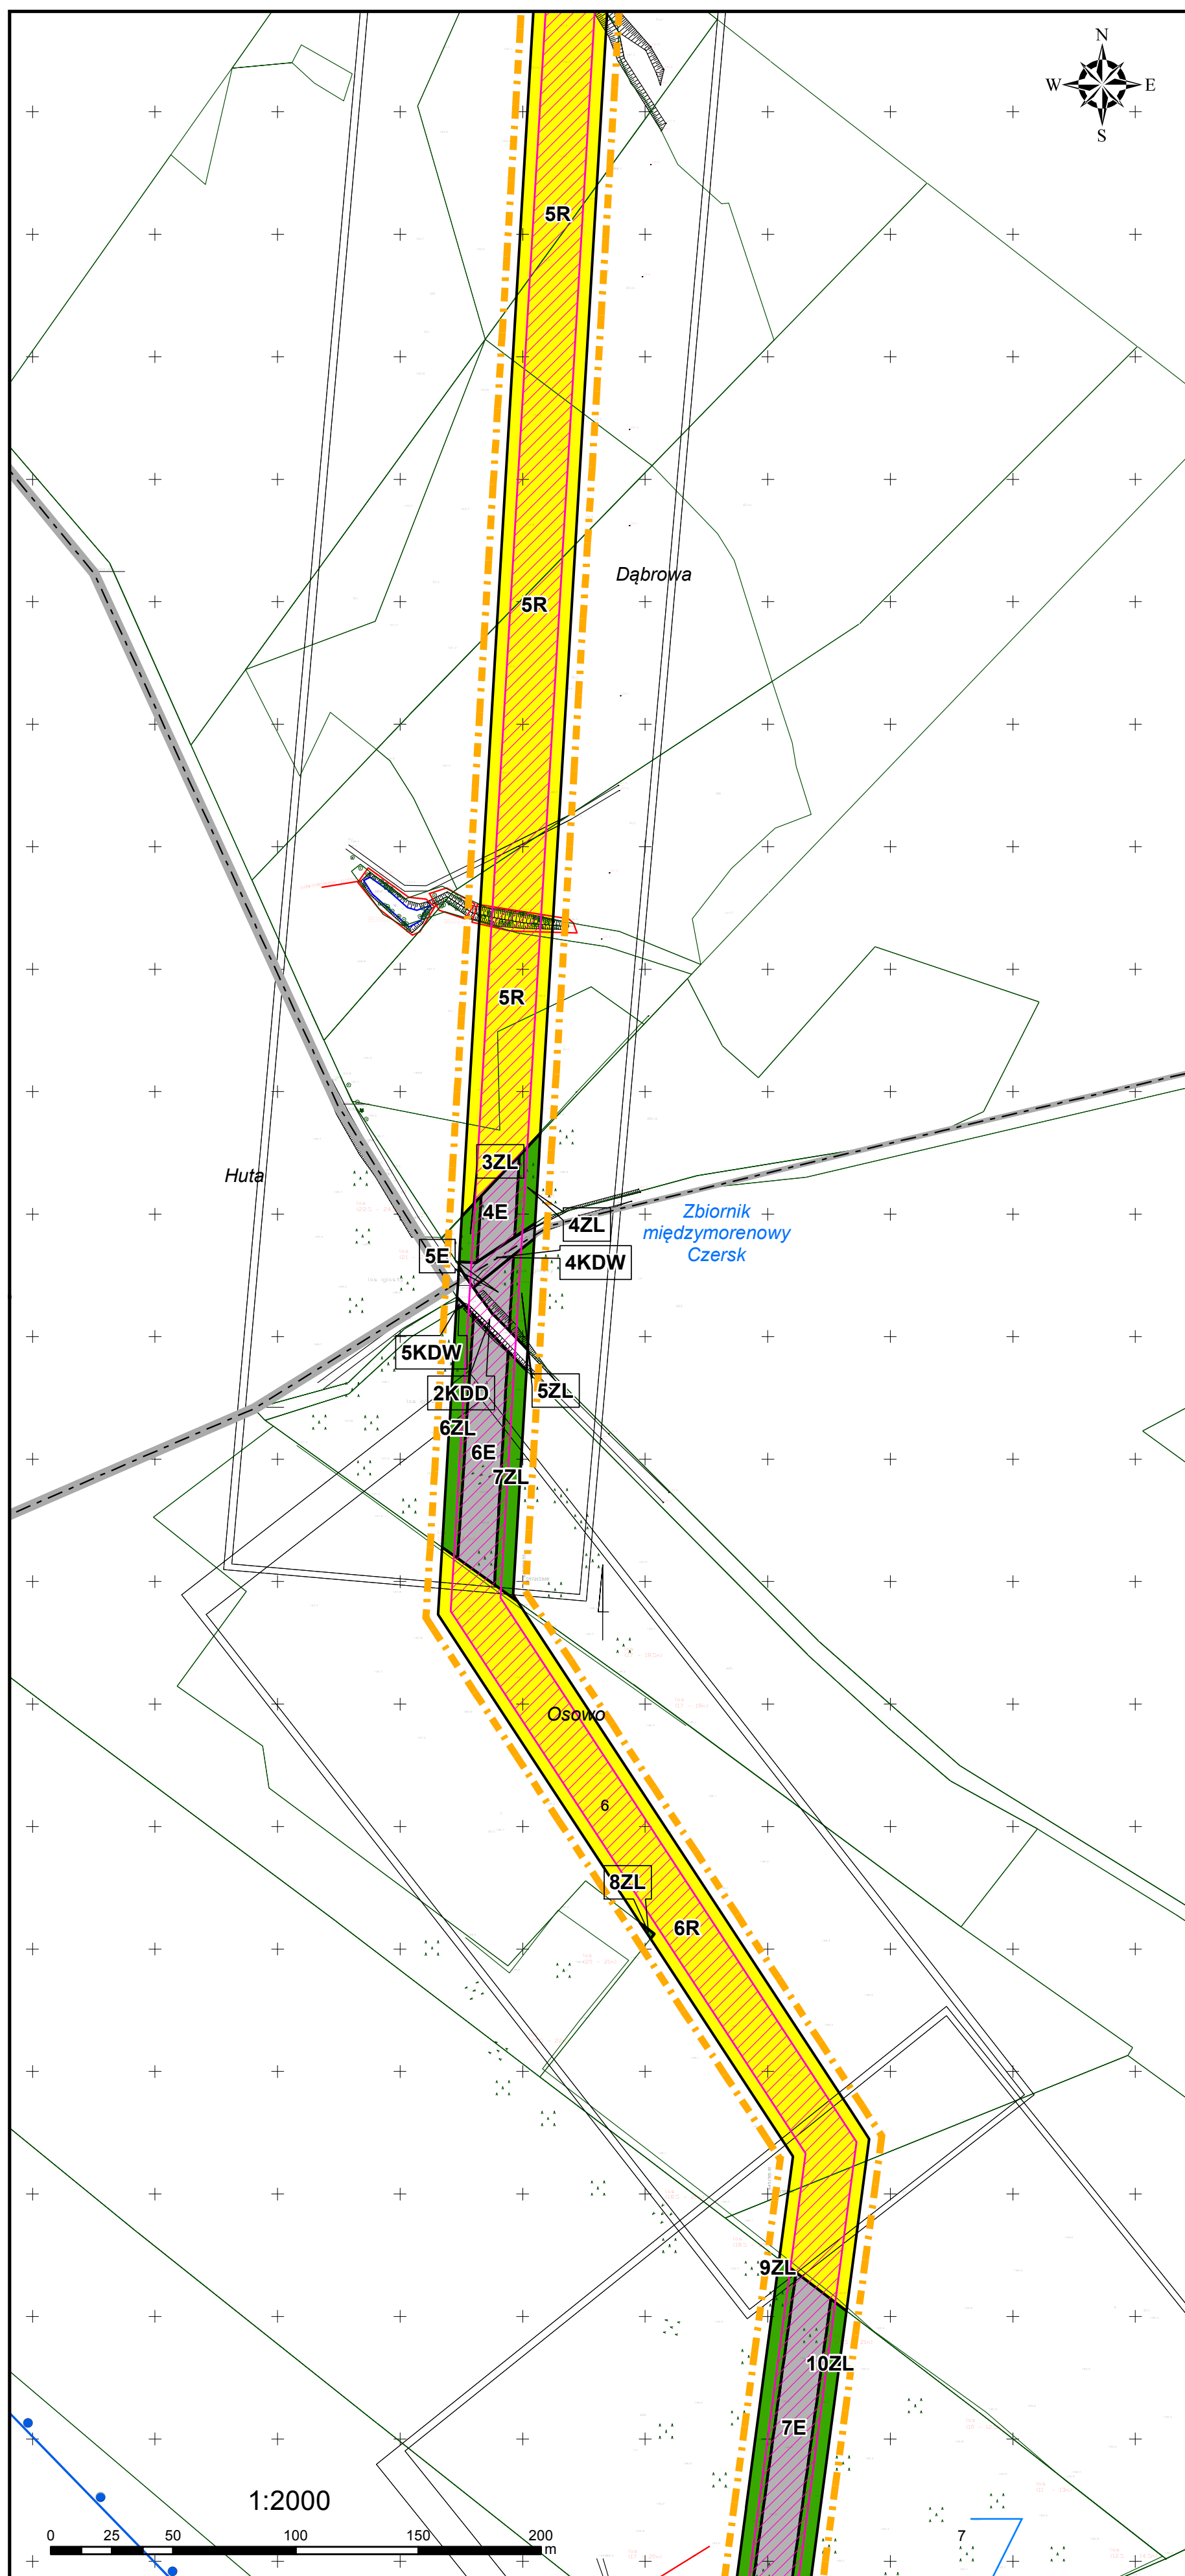 N
W E
S
5R
Dąbrowa
5R
5R
Huta
3ZL
4E
4ZL
Zbiornik
międzymorenowy
Czersk
5E
4KDW
5KDW
2KDD
5ZL
6ZL
6E
7ZL
Osowo
6
8ZL
6R
9ZL
10ZL
7E
1:2000
0 25 50 100 150 200
m
7